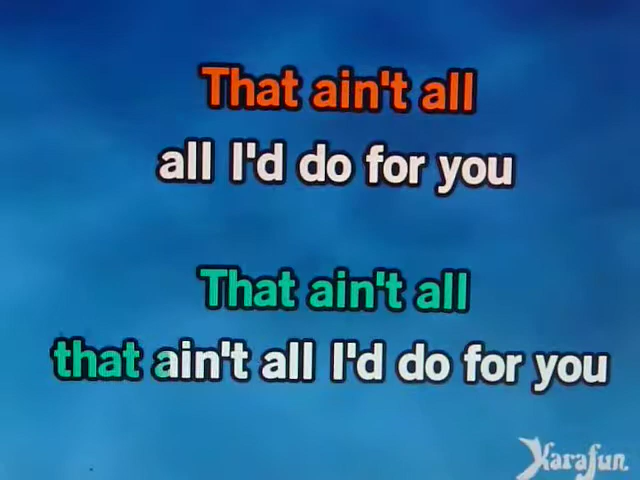 That ain't all
all I'd do for you
That ain't all
that ain't all I'd do for you
Karafun